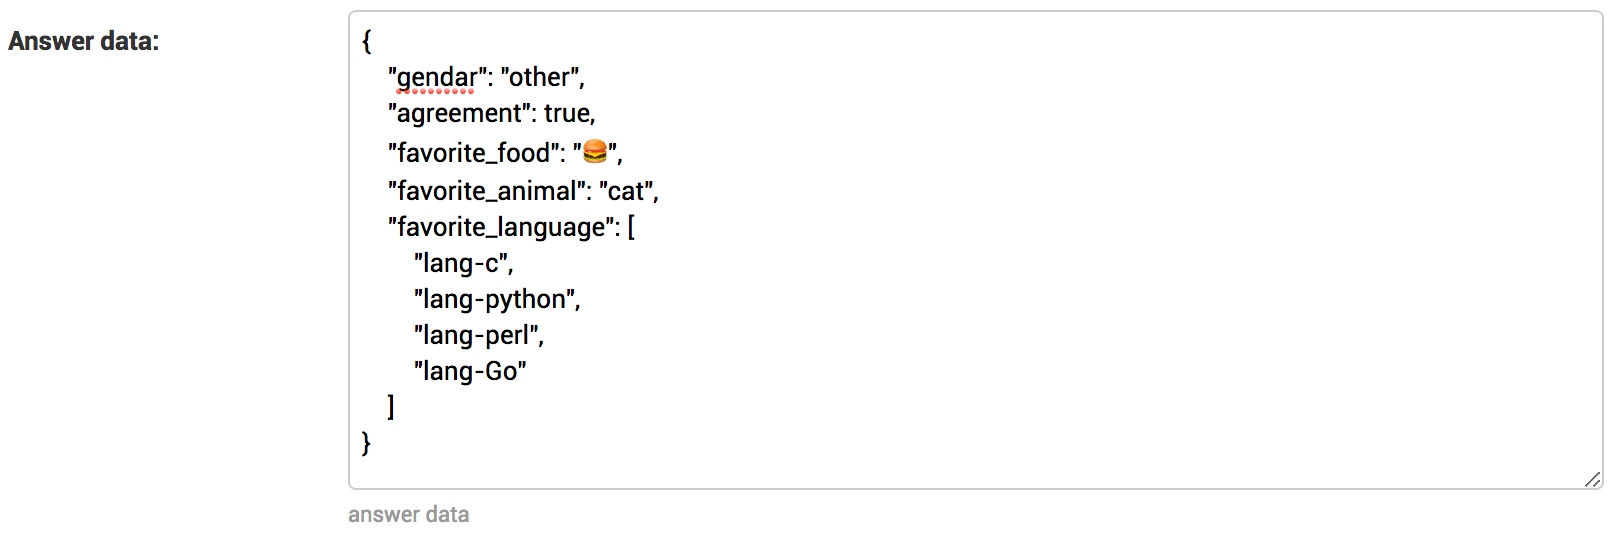 Answer data:
{
"gendar": "other",
"agreement": true,
"favorite_food": "🍔",
"favorite_animal": "cat",
"favorite_language": [
"lang-c",
"lang-python",
"lang-perl",
"lang-Go"
]
}
answer data